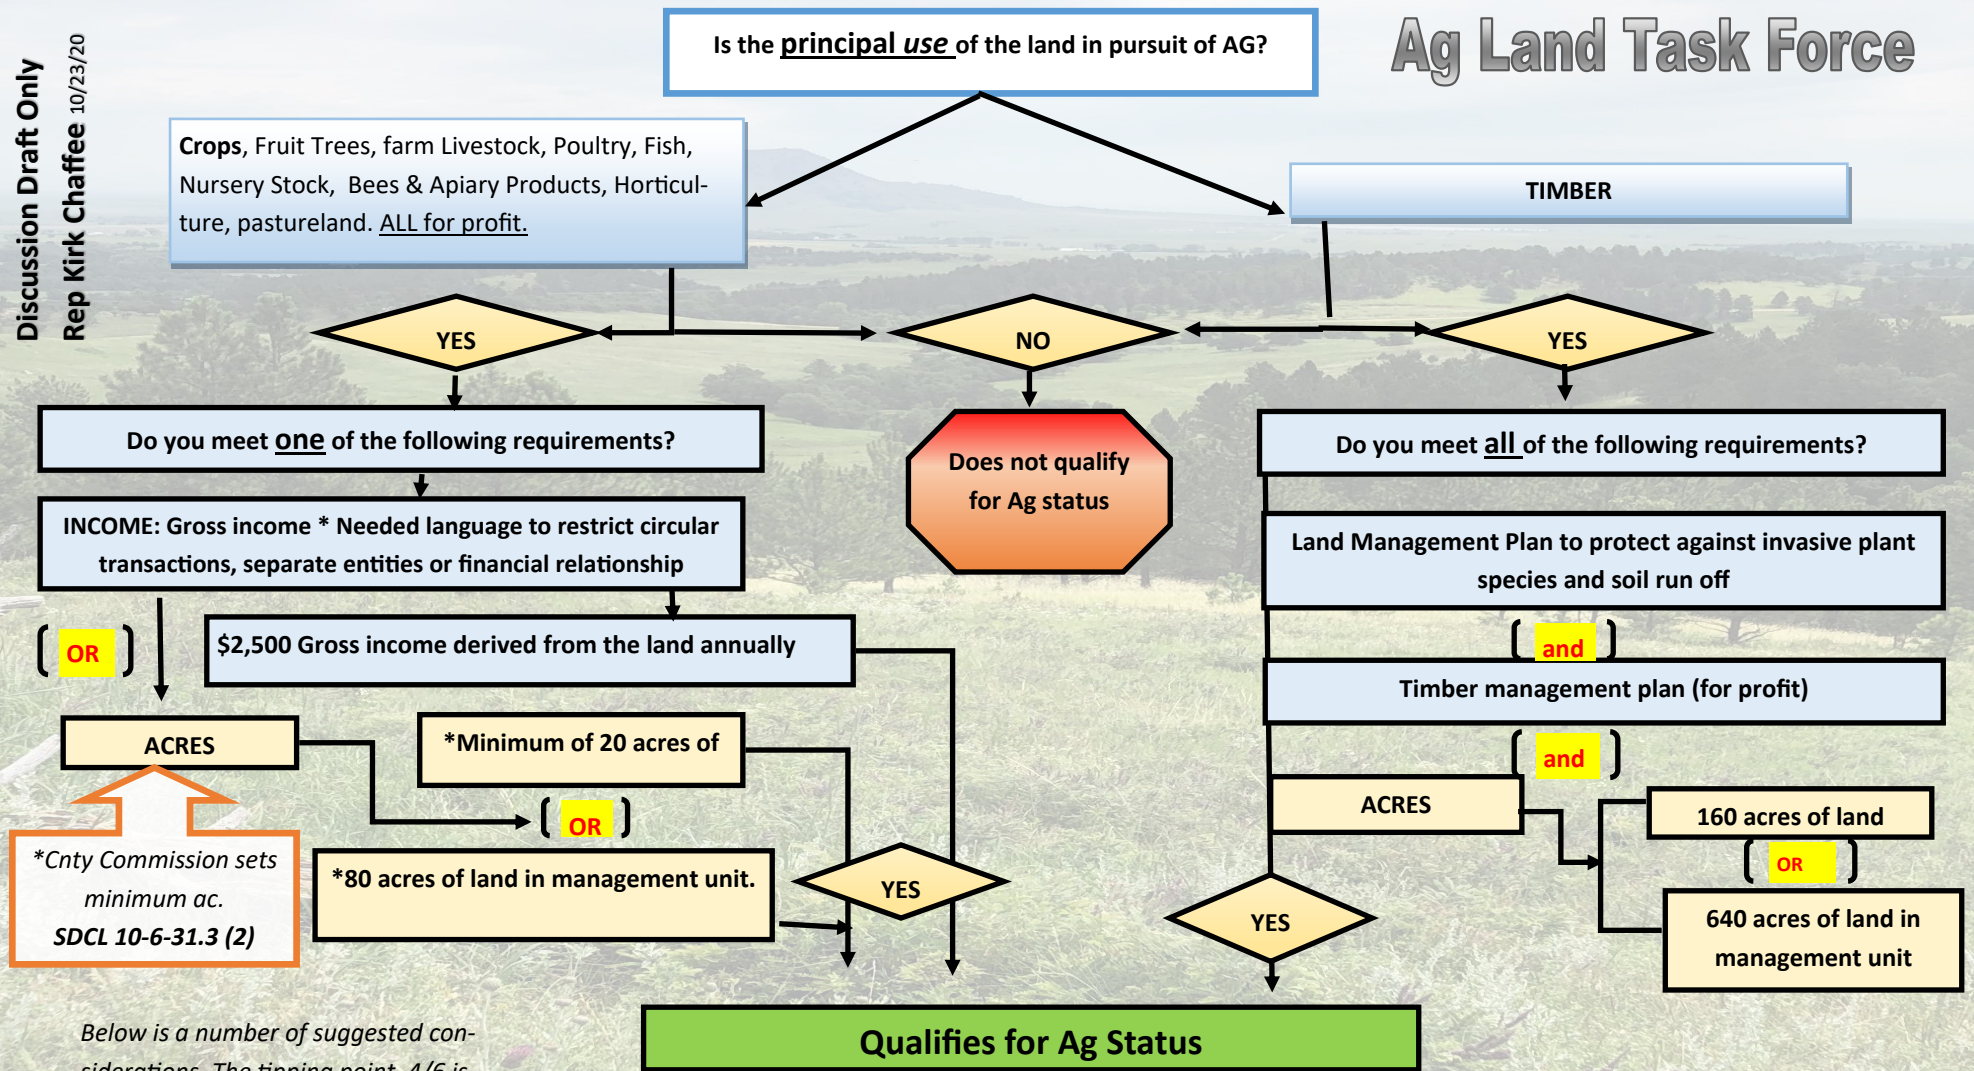 Discussion Draft Only
Rep Kirk Chaffee 10/23/20
Is the principal use of the land in pursuit of AG?
Ag Land Task Force
Crops, Fruit Trees, farm Livestock, Poultry, Fish,
Nursery Stock, Bees & Apiary Products, Horticul-
ture, pastureland. ALL for profit.
TIMBER
YES
NO
YES
Do you meet one of the following requirements?
Does not qualify
for Ag status
Do you meet all of the following requirements?
INCOME: Gross income * Needed language to restrict circular
transactions, separate entities or financial relationship
Land Management Plan to protect against invasive plant
species and soil run off
( OR )
$2,500 Gross income derived from the land annually
( and )
Timber management plan (for profit)
ACRES
*Minimum of 20 acres of
( and )
( OR )
ACRES
160 acres of land
( OR )
*Cnty Commission sets
minimum ac.
SDCL 10-6-31.3 (2)
*80 acres of land in management unit.
YES
YES
640 acres of land in
management unit
Below is a number of suggested con-
siderations. The tipping point, 4/6 is
Qualifies for Ag Status